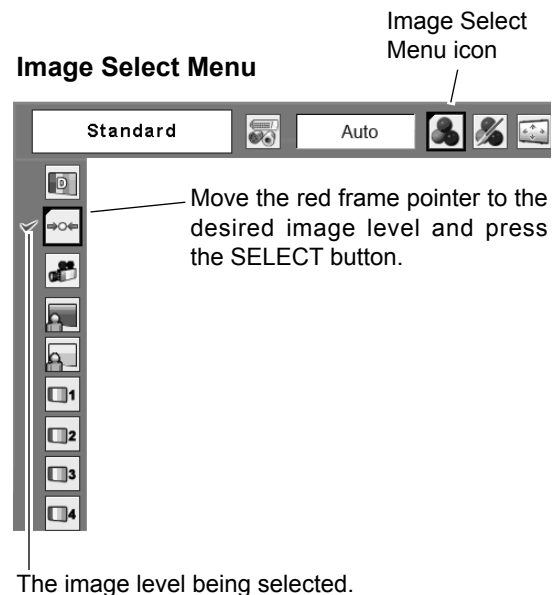 Image Select
Menu icon
Image Select Menu
Standard
Auto
D
Move the red frame pointer to the
desired image level and press
the SELECT button.
1
2
3
4
The image level being selected.